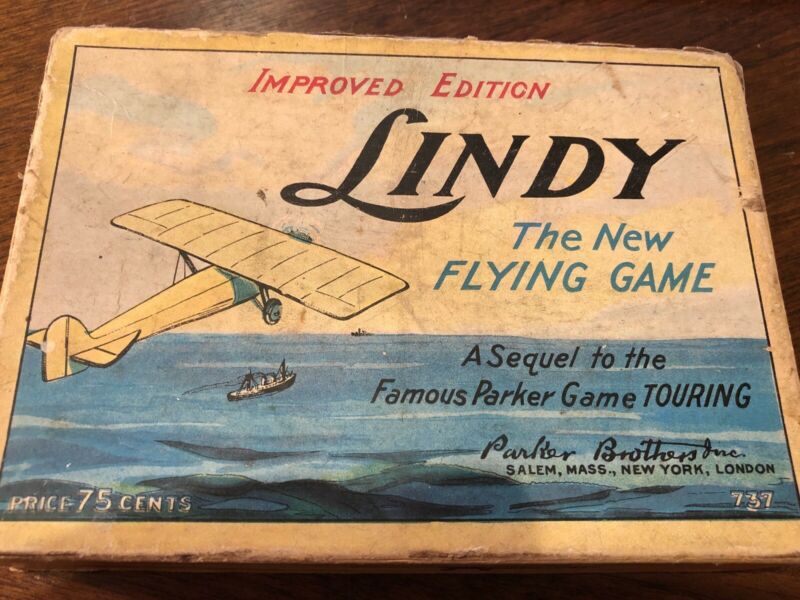 IMPROVED EDITION
LINDY
The New
FLYING GAME
A Sequel to the
Famous Parker Game TOURING
Parker Brothers Inc.
SALEM, MASS., NEW YORK, LONDON
PRICE 75 CENTS
737